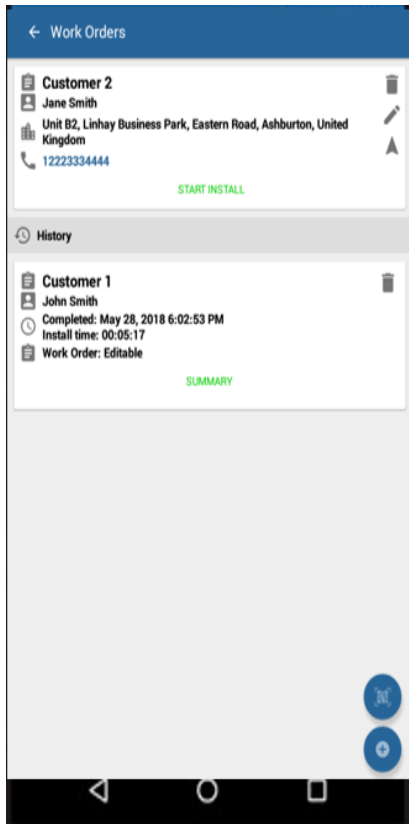 Work Orders
Customer 2
Jane Smith
Unit B2, Linhay Business Park, Eastern Road, Ashburton, United
Kingdom
12223334444
START INSTALL
History
Customer 1
John Smith
Completed: May 28, 2018 6:02:53 PM
Install time: 00:05:17
Work Order: Editable
SUMMARY